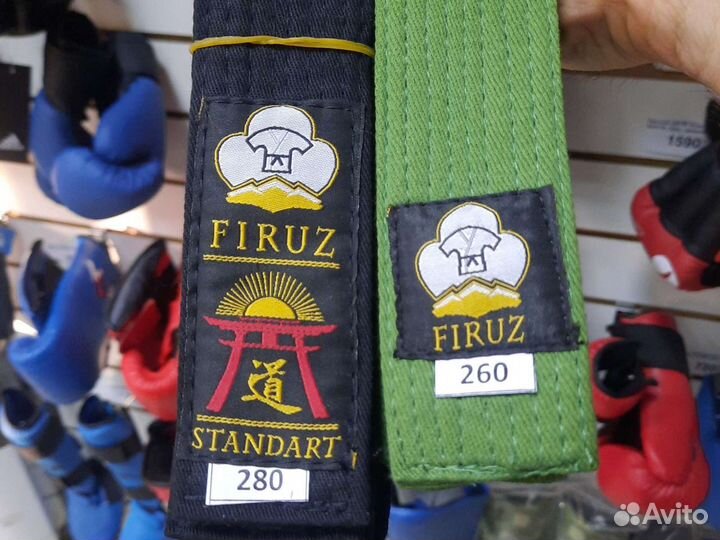 FIRUZ
道
STANDART
280
FIRUZ
260
1590
Avito